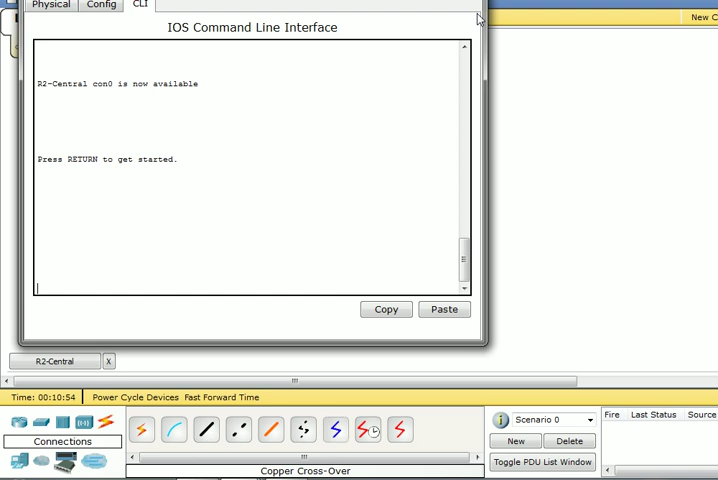 Physical
Config
CLI
New C
IOS Command Line Interface
R2-Central con0 is now available
Press RETURN to get started.
Copy
Paste
R2-Central
X
Time: 00:10:54
Power Cycle Devices Fast Forward Time
Scenario 0
Fire
Last Status
Source
Connections
New
Delete
Toggle PDU List Window
Copper Cross-Over